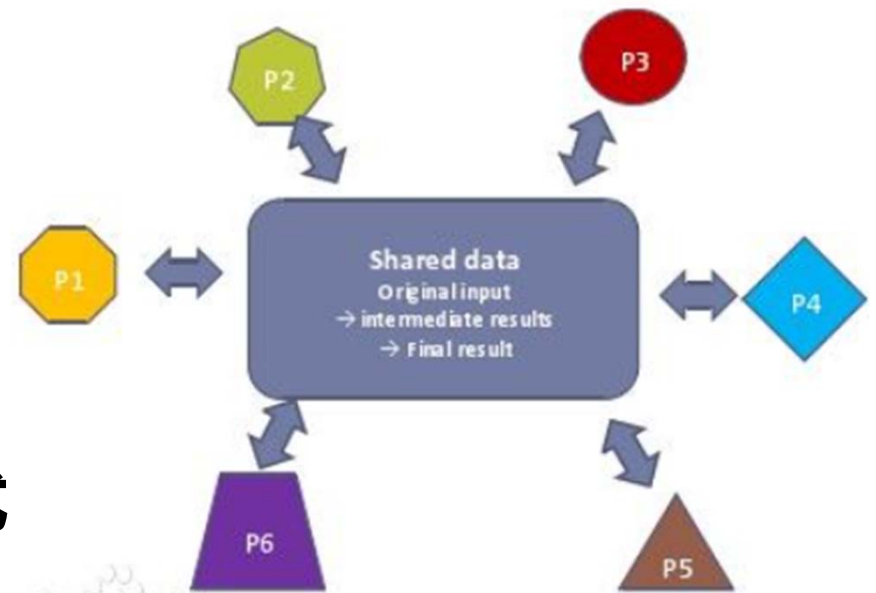 P2
P3
P1
Shared data
Original input
→ intermediate results
→ Final result
P4
P6
P5